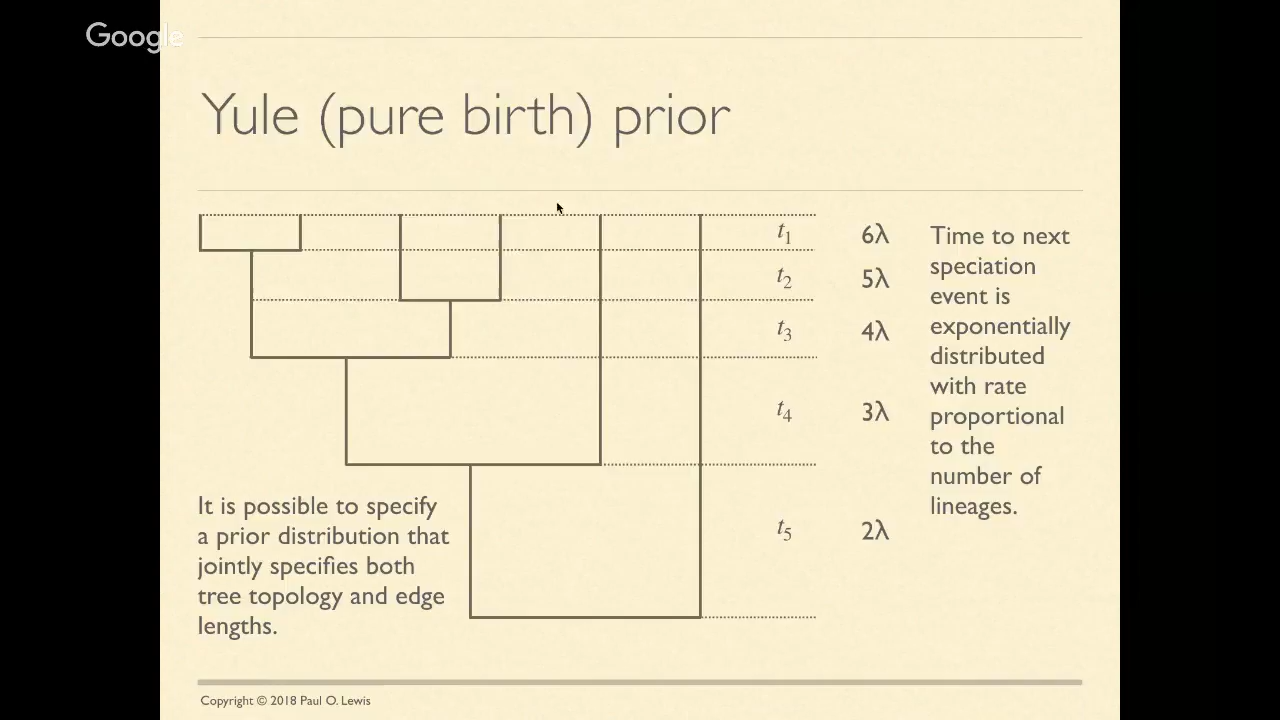 Google
Yule (pure birth) prior
t1 6λ
t2 5λ
t3 4λ
t4 3λ
t5 2λ
Time to next
speciation
event is
exponentially
distributed
with rate
proportional
to the
number of
lineages.
It is possible to specify
a prior distribution that
jointly specifies both
tree topology and edge
lengths.
Copyright © 2018 Paul O. Lewis